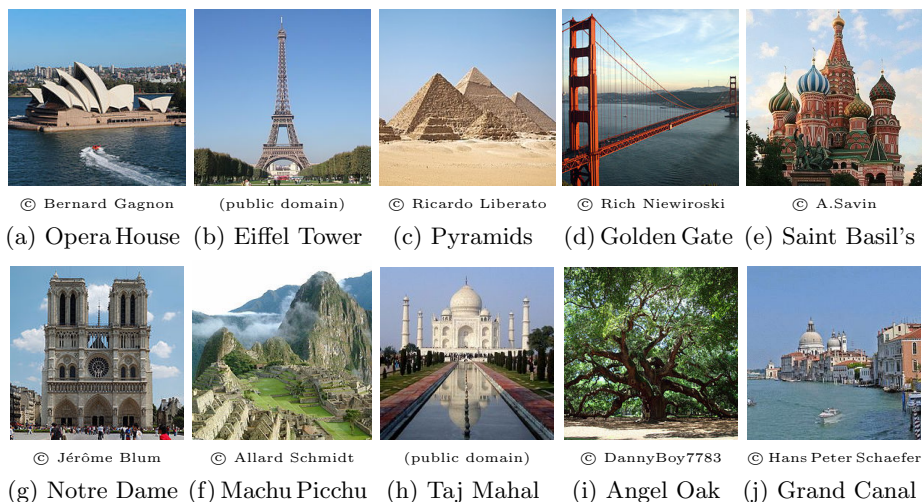 © Bernard Gagnon (public domain) © Ricardo Liberato © Rich Niewiroski © A.Savin
(a) Opera House (b) Eiffel Tower (c) Pyramids (d) Golden Gate (e) Saint Basil's
© Jérôme Blum © Allard Schmidt (public domain) © DannyBoy7783 © Hans Peter Schaefer
(g) Notre Dame (f) Machu Picchu (h) Taj Mahal (i) Angel Oak (j) Grand Canal